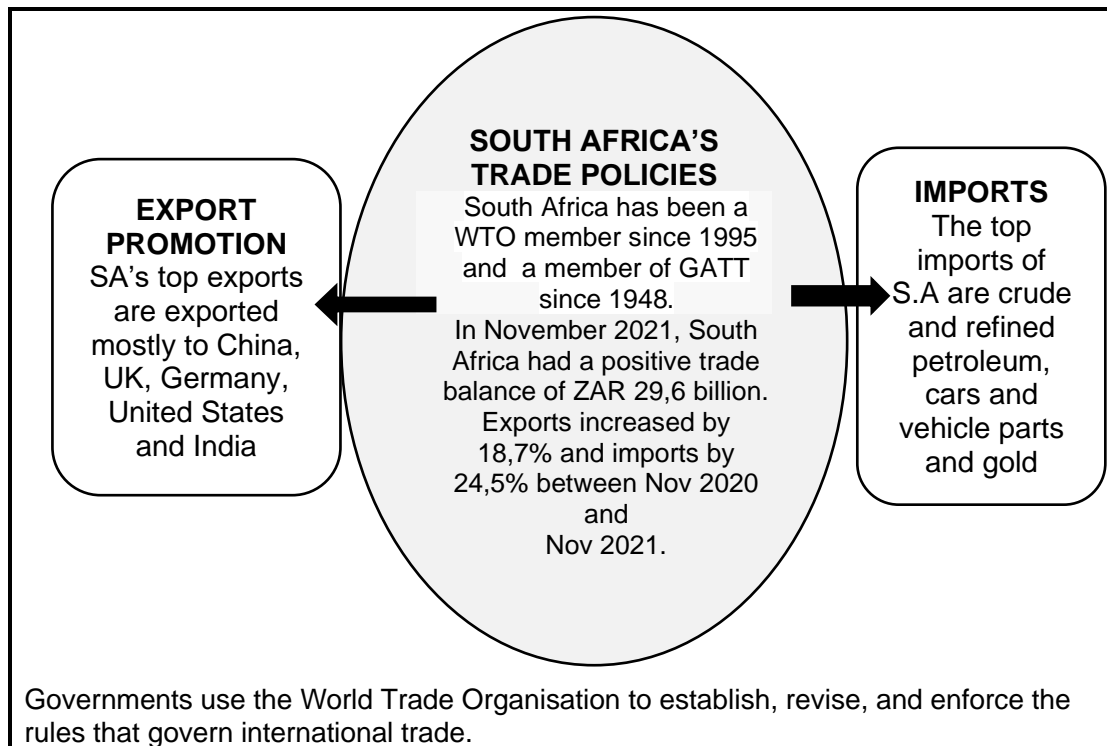 EXPORT
PROMOTION
SA’s top exports
are exported
mostly to China,
UK, Germany,
United States
and India
SOUTH AFRICA’S
TRADE POLICIES
South Africa has been a
WTO member since 1995
and a member of GATT
since 1948.
In November 2021, South
Africa had a positive trade
balance of ZAR 29,6 billion.
Exports increased by
18,7% and imports by
24,5% between Nov 2020
and
Nov 2021.
IMPORTS
The top
imports of
S.A are crude
and refined
petroleum,
cars and
vehicle parts
and gold
Governments use the World Trade Organisation to establish, revise, and enforce the
rules that govern international trade.